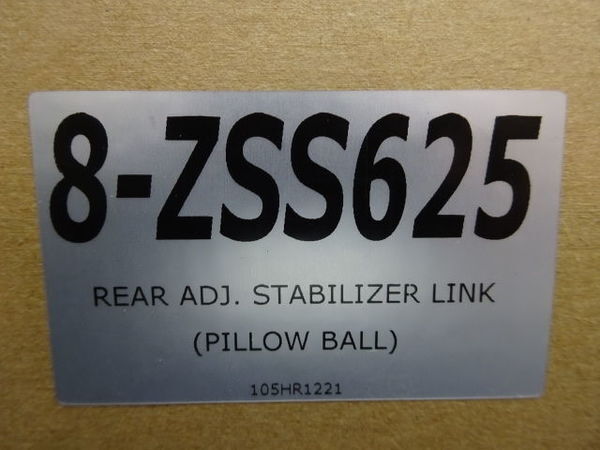 8-ZSS625
REAR ADJ. STABILIZER LINK
(PILLOW BALL)
105HR1221